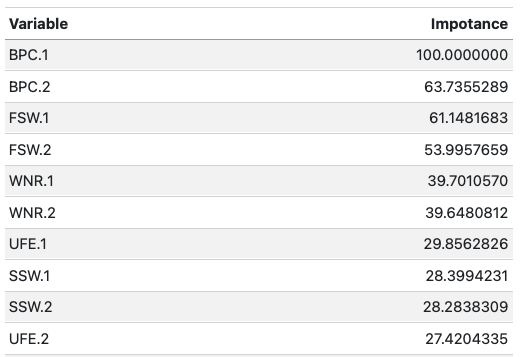 Variable Impotance
BPC.1 100.0000000
BPC.2 63.7355289
FSW.1 61.1481683
FSW.2 53.9957659
WNR.1 39.7010570
WNR.2 39.6480812
UFE.1 29.8562826
SSW.1 28.3994231
SSW.2 28.2838309
UFE.2 27.4204335